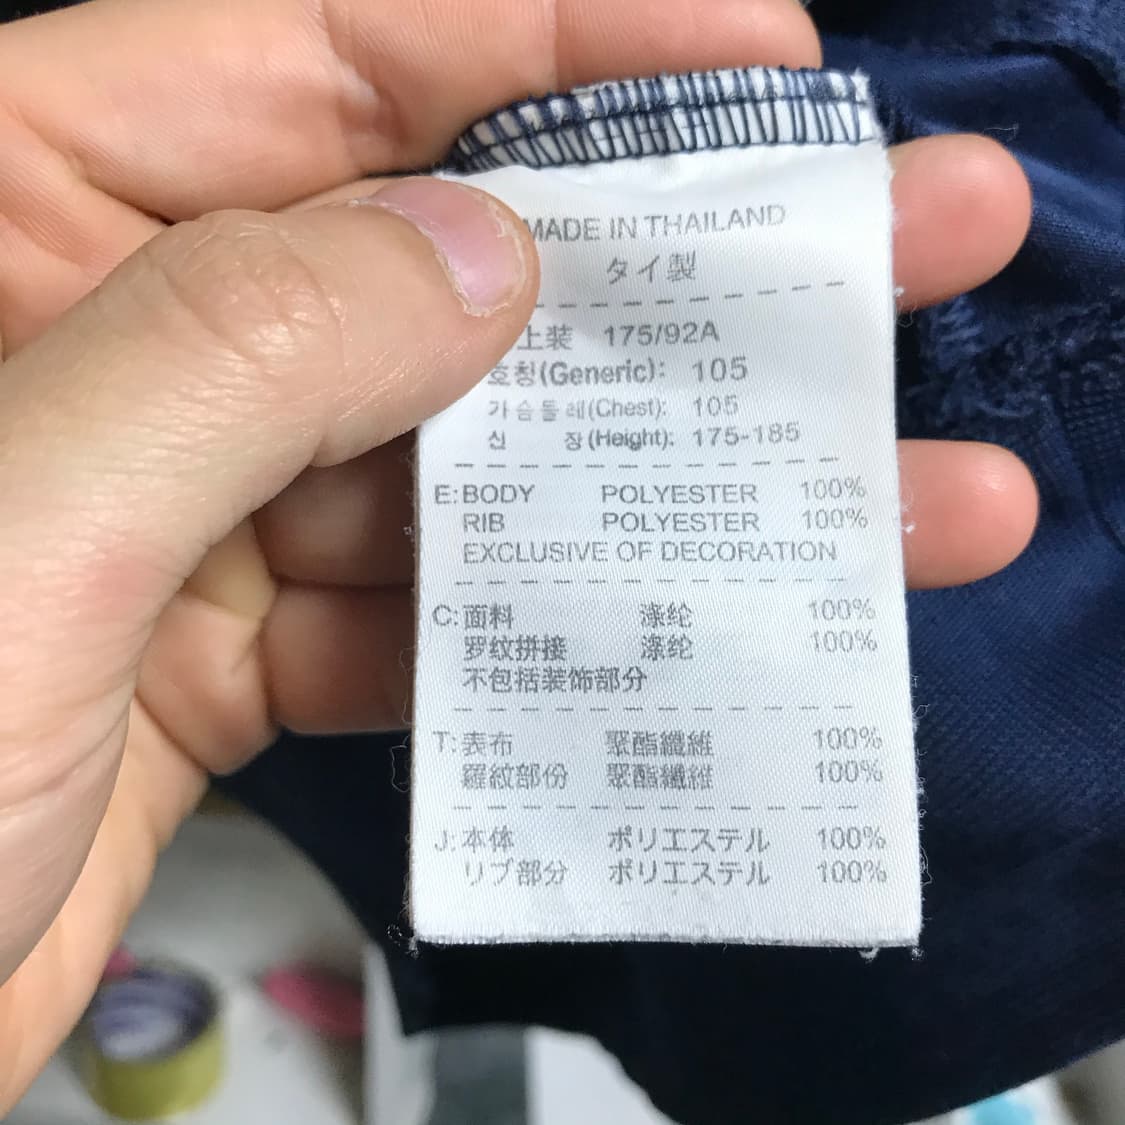 MADE IN THAILAND
タイ製
上装 175/92A
호칭(Generic): 105
가슴둘레(Chest): 105
신 장(Height): 175-185
E: BODY POLYESTER 100%
RIB POLYESTER 100%
EXCLUSIVE OF DECORATION
C: 面料 涤纶 100%
罗纹拼接 涤纶 100%
不包括装饰部分
T: 表布 聚酯纖維 100%
羅紋部份 聚酯纖維 100%
J: 本体 ポリエステル 100%
リブ部分 ポリエステル 100%